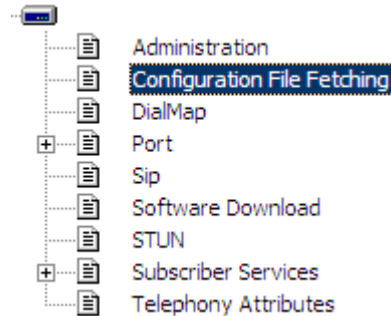 Administration
Configuration File Fetching
DialMap
Port
Sip
Software Download
STUN
Subscriber Services
Telephony Attributes